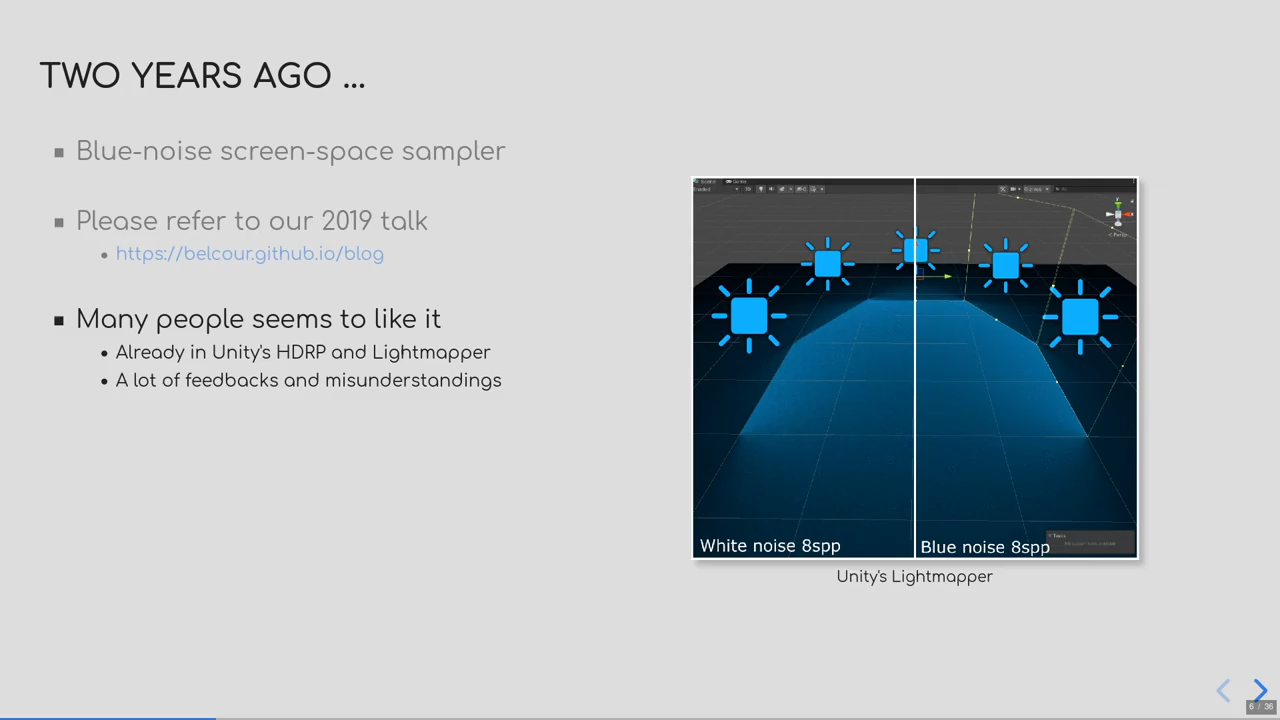 TWO YEARS AGO ...
Blue-noise screen-space sampler
Please refer to our 2019 talk
https://belcour.github.io/blog
Many people seems to like it
Already in Unity's HDRP and Lightmapper
A lot of feedbacks and misunderstandings
White noise 8spp
Blue noise 8spp
Unity's Lightmapper
6 / 36